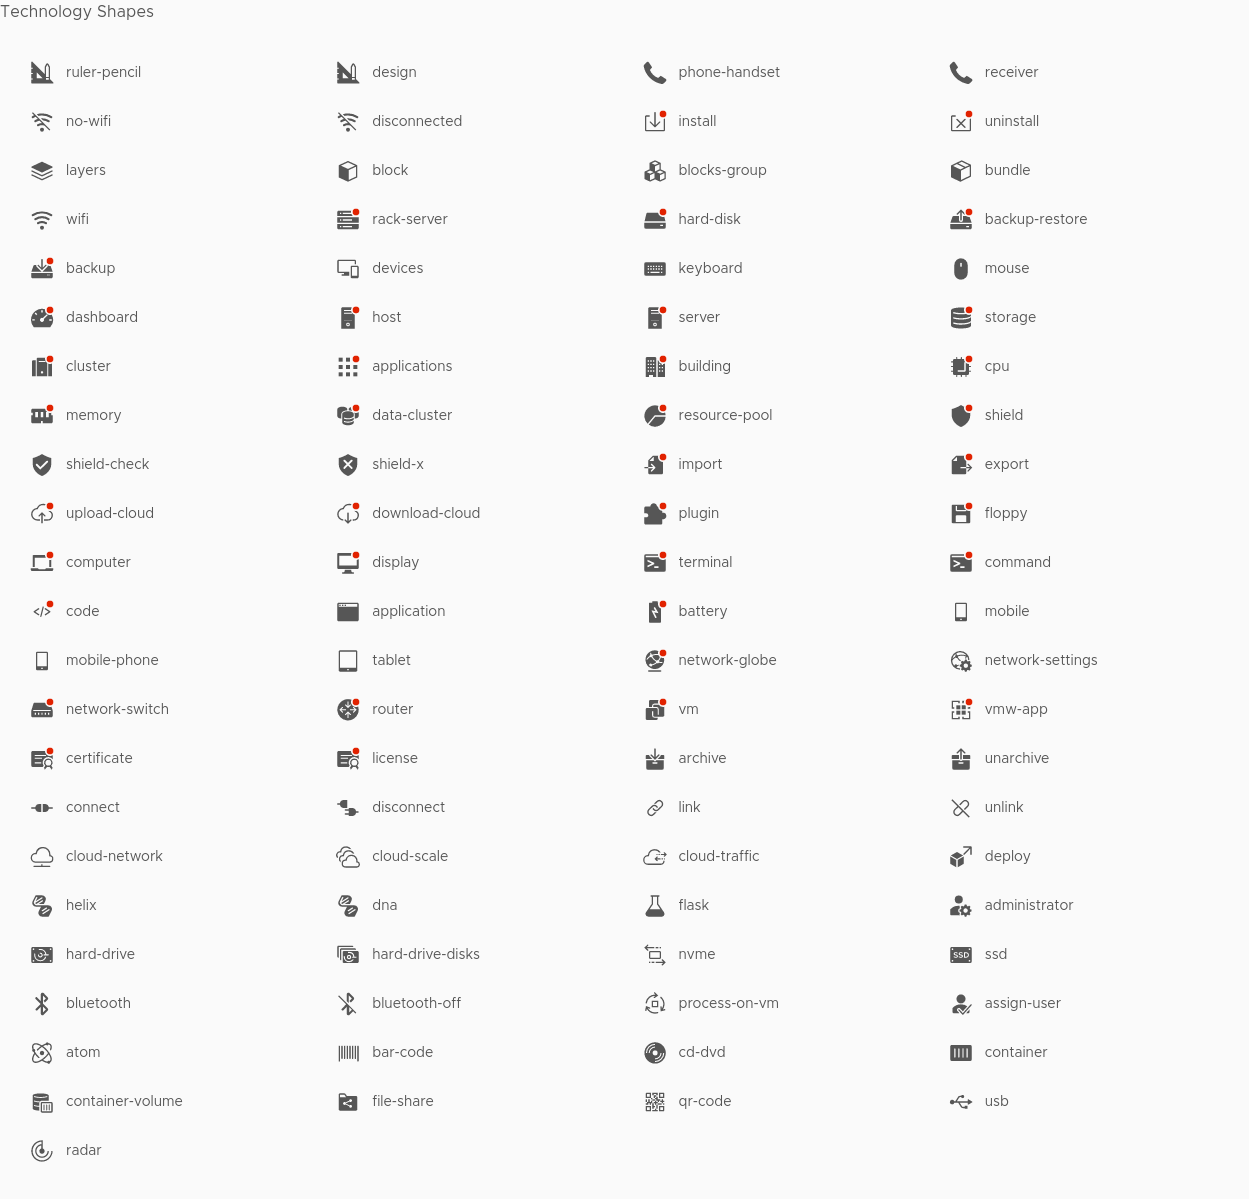 Technology Shapes
ruler-pencil design phone-handset receiver
no-wifi disconnected install uninstall
layers block blocks-group bundle
wifi rack-server hard-disk backup-restore
backup devices keyboard mouse
dashboard host server storage
cluster applications building cpu
memory data-cluster resource-pool shield
shield-check shield-x import export
upload-cloud download-cloud plugin floppy
computer display terminal command
code application battery mobile
mobile-phone tablet network-globe network-settings
network-switch router vm vmw-app
certificate license archive unarchive
connect disconnect link unlink
cloud-network cloud-scale cloud-traffic deploy
helix dna flask administrator
hard-drive hard-drive-disks nvme SSD ssd
bluetooth bluetooth-off process-on-vm assign-user
atom bar-code cd-dvd container
container-volume file-share qr-code usb
radar